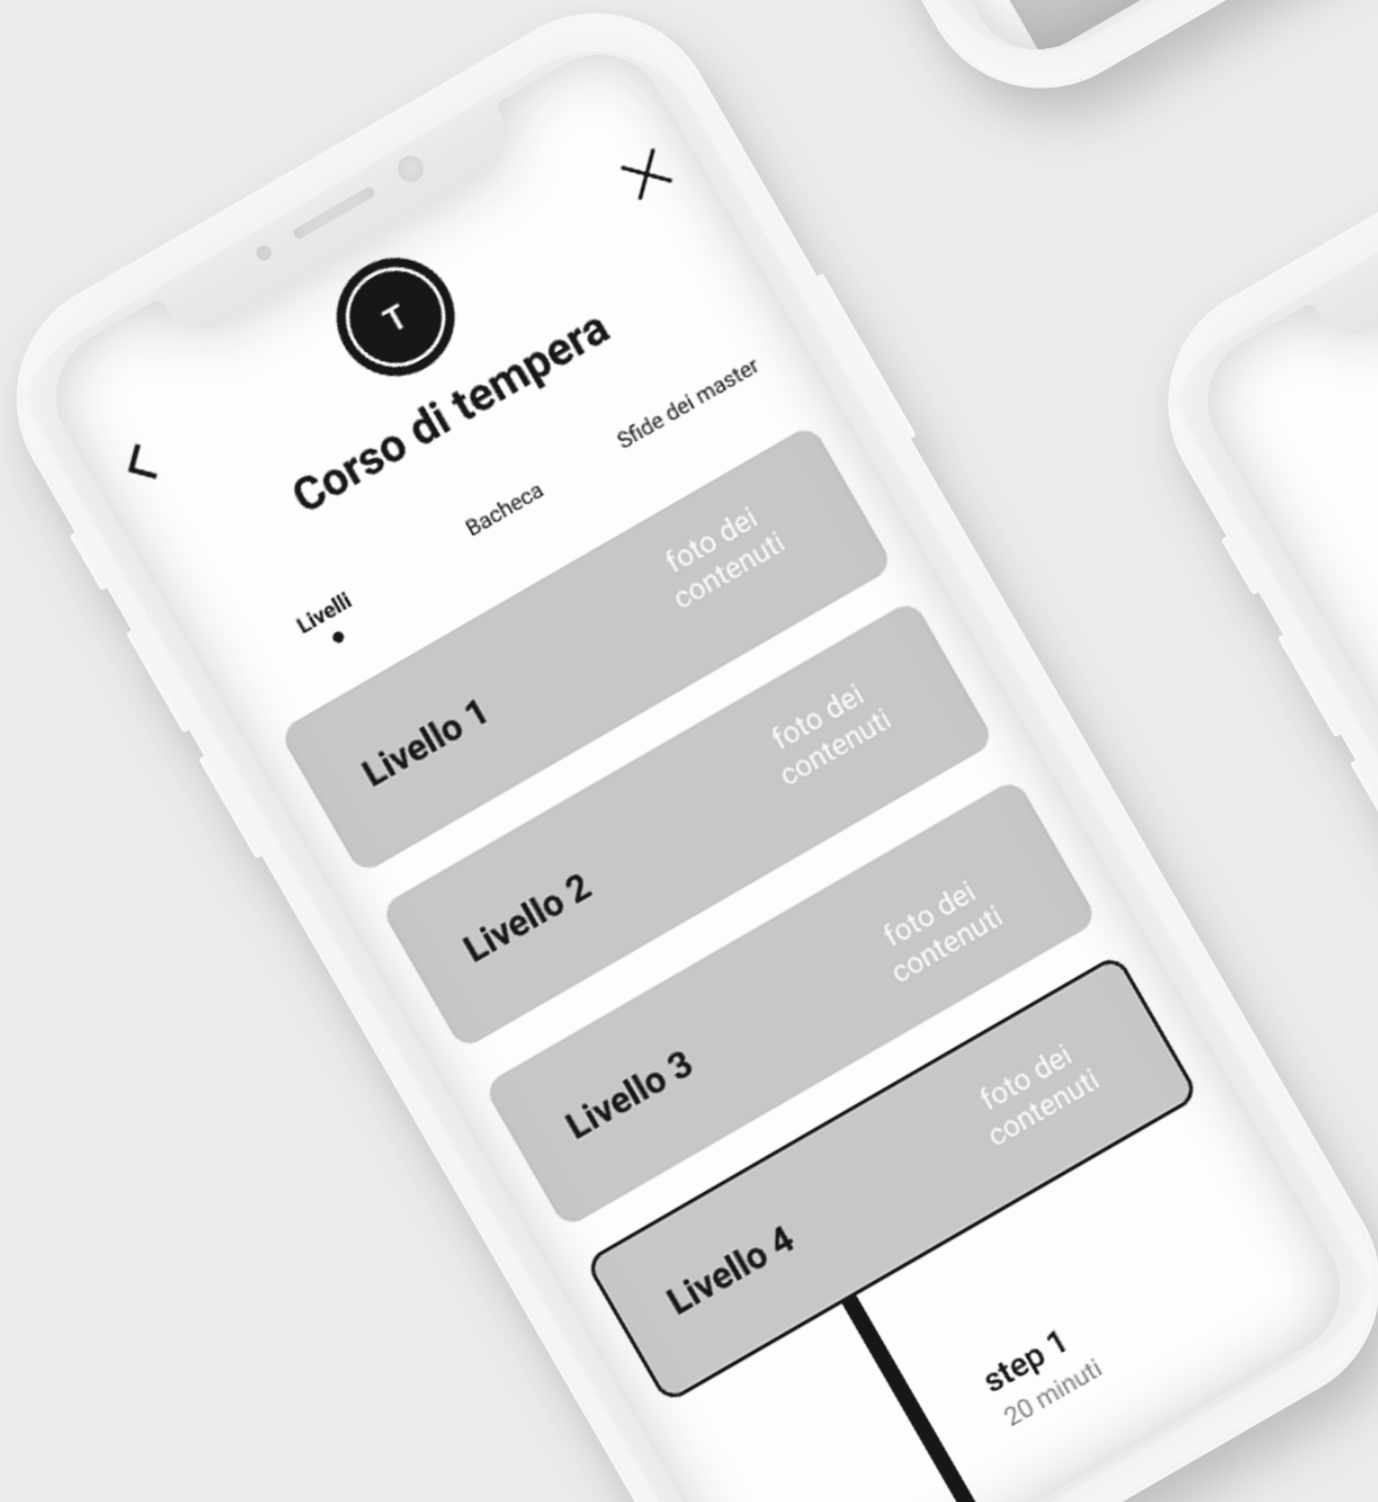 T
Corso di tempera
Livelli
Bacheca
Sfide dei master
Livello 1
foto dei
contenuti
Livello 2
foto dei
contenuti
Livello 3
foto dei
contenuti
Livello 4
foto dei
contenuti
step 1
20 minuti